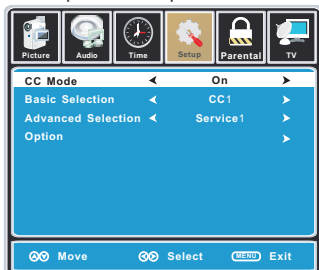 Picture Audio Time Setup Parental TV
CC Mode On
Basic Selection CC1
Advanced Selection Service1
Option
Move Select MENU Exit